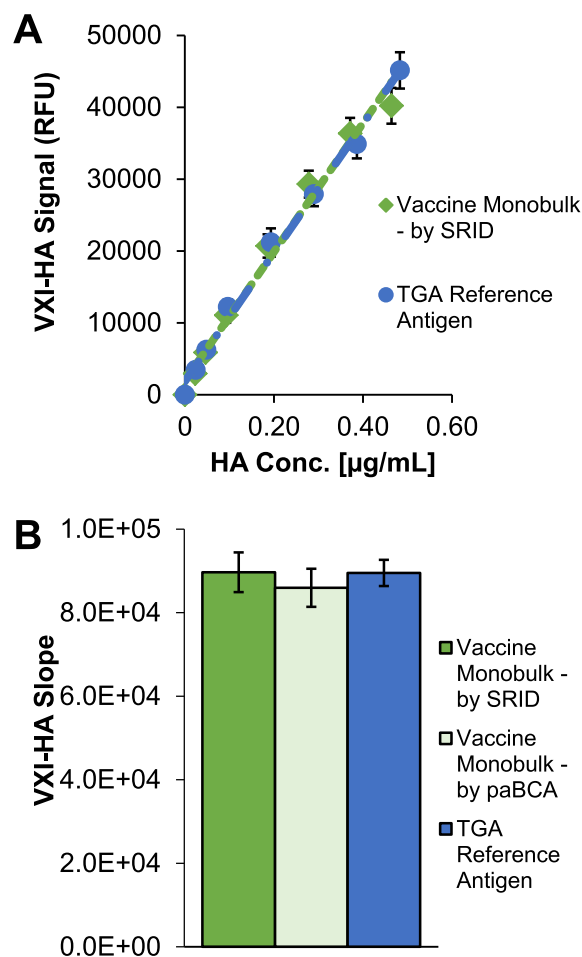 A
VXI-HA Signal (RFU)
50000
40000
30000
20000
10000
0
0
0.20
0.40
0.60
HA Conc. [µg/mL]
Vaccine Monobulk
- by SRID
TGA Reference
Antigen
B
VXI-HA Slope
1.0E+05
8.0E+04
6.0E+04
4.0E+04
2.0E+04
0.0E+00
Vaccine
Monobulk -
by SRID
Vaccine
Monobulk -
by paBCA
TGA
Reference
Antigen